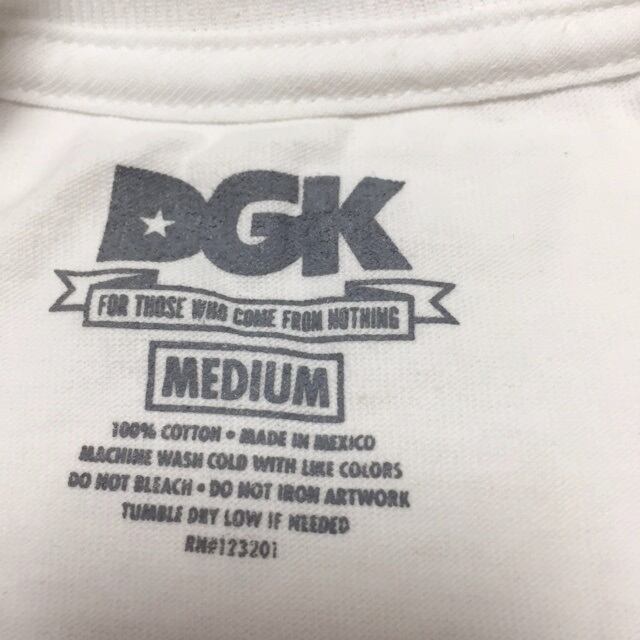 DGK
FOR THOSE WHO COME FROM NOTHING
MEDIUM
100% COTTON • MADE IN MEXICO
MACHINE WASH COLD WITH LIKE COLORS
DO NOT BLEACH • DO NOT IRON ARTWORK
TUMBLE DRY LOW IF NEEDED
RN#123201